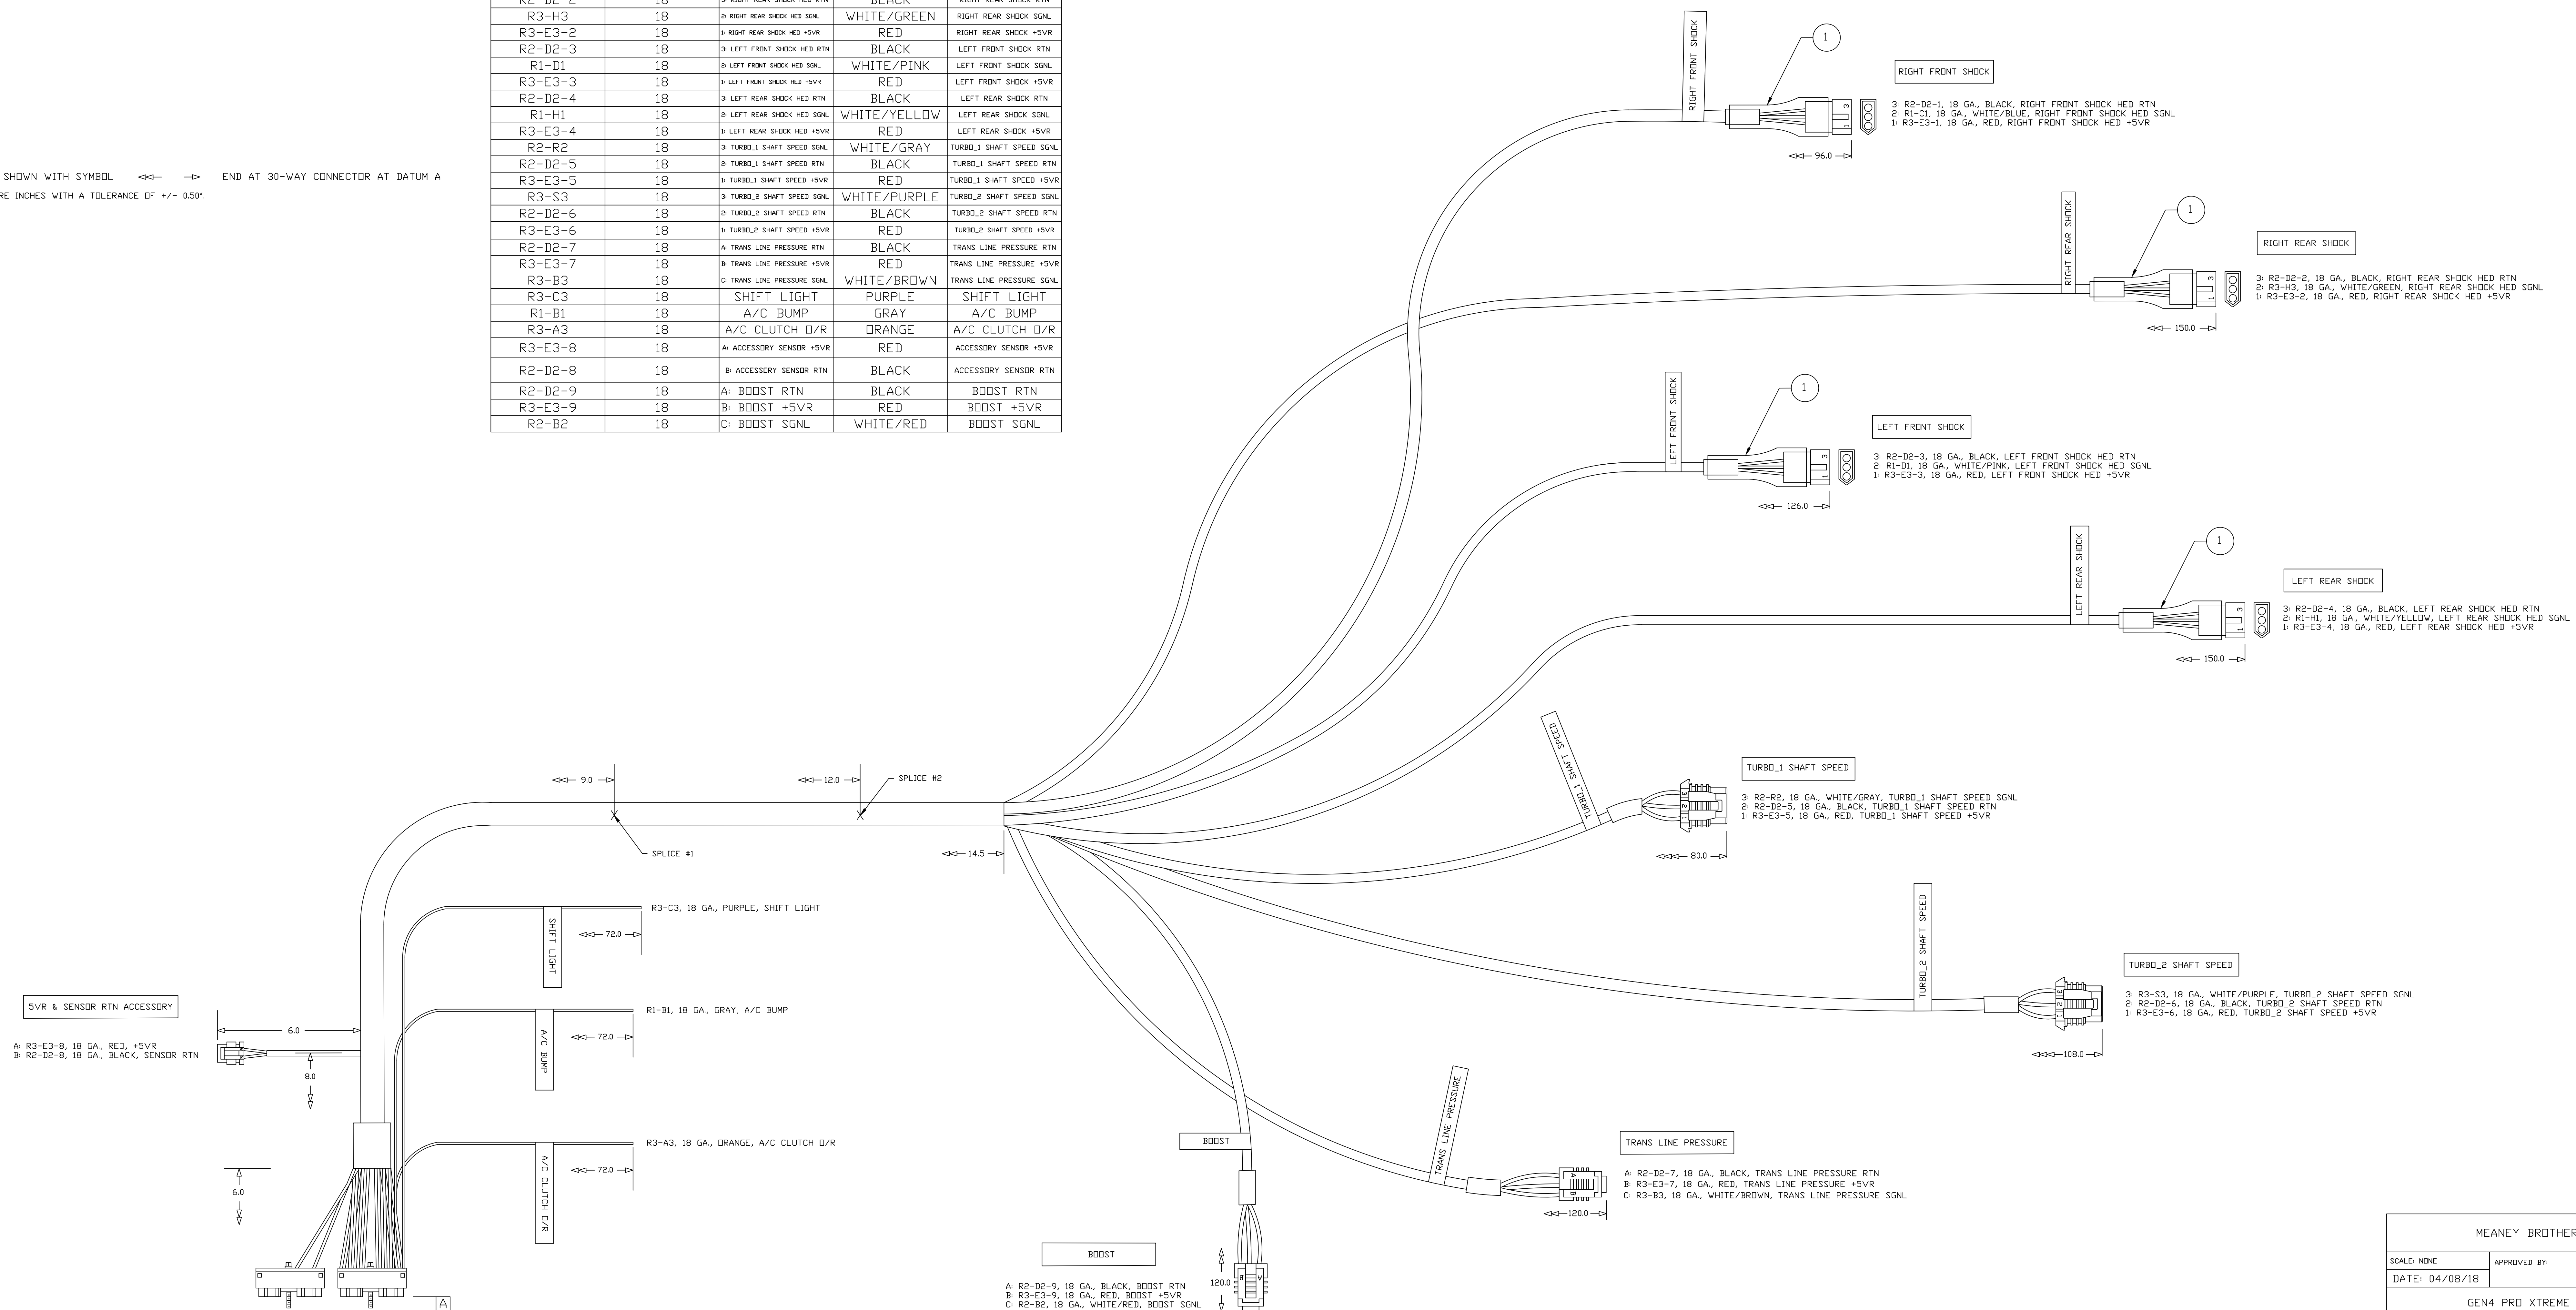 R3-H3 18 2: RIGHT REAR SHOCK HED SGNL WHITE/GREEN RIGHT REAR SHOCK SGNL
R3-E3-2 18 1: RIGHT REAR SHOCK HED +5VR RED RIGHT REAR SHOCK +5VR
R2-D2-3 18 3: LEFT FRONT SHOCK HED RTN BLACK LEFT FRONT SHOCK RTN
R1-D1 18 2: LEFT FRONT SHOCK HED SGNL WHITE/PINK LEFT FRONT SHOCK SGNL
R3-E3-3 18 1: LEFT FRONT SHOCK HED +5VR RED LEFT FRONT SHOCK +5VR
R2-D2-4 18 3: LEFT REAR SHOCK HED RTN BLACK LEFT REAR SHOCK RTN
R1-H1 18 2: LEFT REAR SHOCK HED SGNL WHITE/YELLOW LEFT REAR SHOCK SGNL
R3-E3-4 18 1: LEFT REAR SHOCK HED +5VR RED LEFT REAR SHOCK +5VR
R2-R2 18 3: TURBO_1 SHAFT SPEED SGNL WHITE/GRAY TURBO_1 SHAFT SPEED SGNL
R2-D2-5 18 2: TURBO_1 SHAFT SPEED RTN BLACK TURBO_1 SHAFT SPEED RTN
R3-E3-5 18 1: TURBO_1 SHAFT SPEED +5VR RED TURBO_1 SHAFT SPEED +5VR
R3-S3 18 3: TURBO_2 SHAFT SPEED SGNL WHITE/PURPLE TURBO_2 SHAFT SPEED SGNL
R2-D2-6 18 2: TURBO_2 SHAFT SPEED RTN BLACK TURBO_2 SHAFT SPEED RTN
R3-E3-6 18 1: TURBO_2 SHAFT SPEED +5VR RED TURBO_2 SHAFT SPEED +5VR
R2-D2-7 18 A: TRANS LINE PRESSURE RTN BLACK TRANS LINE PRESSURE RTN
R3-E3-7 18 B: TRANS LINE PRESSURE +5VR RED TRANS LINE PRESSURE +5VR
R3-B3 18 C: TRANS LINE PRESSURE SGNL WHITE/BROWN TRANS LINE PRESSURE SGNL
R3-C3 18 SHIFT LIGHT PURPLE SHIFT LIGHT
R1-B1 18 A/C BUMP GRAY A/C BUMP
R3-A3 18 A/C CLUTCH O/R ORANGE A/C CLUTCH O/R
R3-E3-8 18 A: ACCESSORY SENSOR +5VR RED ACCESSORY SENSOR +5VR
R2-D2-8 18 B: ACCESSORY SENSOR RTN BLACK ACCESSORY SENSOR RTN
R2-D2-9 18 A: BOOST RTN BLACK BOOST RTN
R3-E3-9 18 B: BOOST +5VR RED BOOST +5VR
R2-B2 18 C: BOOST SGNL WHITE/RED BOOST SGNL
SHOWN WITH SYMBOL END AT 30-WAY CONNECTOR AT DATUM A
RE INCHES WITH A TOLERANCE OF +/- 0.50".
RIGHT FRONT SHOCK
1
RIGHT FRONT SHOCK
3 1
3: R2-D2-1, 18 GA., BLACK, RIGHT FRONT SHOCK HED RTN
2: R1-C1, 18 GA., WHITE/BLUE, RIGHT FRONT SHOCK HED SGNL
1: R3-E3-1, 18 GA., RED, RIGHT FRONT SHOCK HED +5VR
96.0
RIGHT REAR SHOCK
1
RIGHT REAR SHOCK
3 1
3: R2-D2-2, 18 GA., BLACK, RIGHT REAR SHOCK HED RTN
2: R3-H3, 18 GA., WHITE/GREEN, RIGHT REAR SHOCK HED SGNL
1: R3-E3-2, 18 GA., RED, RIGHT REAR SHOCK HED +5VR
150.0
LEFT FRONT SHOCK
1
LEFT FRONT SHOCK
3 1
3: R2-D2-3, 18 GA., BLACK, LEFT FRONT SHOCK HED RTN
2: R1-D1, 18 GA., WHITE/PINK, LEFT FRONT SHOCK HED SGNL
1: R3-E3-3, 18 GA., RED, LEFT FRONT SHOCK HED +5VR
126.0
LEFT REAR SHOCK
1
LEFT REAR SHOCK
3 1
3: R2-D2-4, 18 GA., BLACK, LEFT REAR SHOCK HED RTN
2: R1-H1, 18 GA., WHITE/YELLOW, LEFT REAR SHOCK HED SGNL
1: R3-E3-4, 18 GA., RED, LEFT REAR SHOCK HED +5VR
150.0
9.0
12.0
SPLICE #2
SPLICE #1
14.5
TURBO_1 SHAFT SPEED
TURBO_1 SHAFT SPEED
3 2 1
3: R2-R2, 18 GA., WHITE/GRAY, TURBO_1 SHAFT SPEED SGNL
2: R2-D2-5, 18 GA., BLACK, TURBO_1 SHAFT SPEED RTN
1: R3-E3-5, 18 GA., RED, TURBO_1 SHAFT SPEED +5VR
80.0
TURBO_2 SHAFT SPEED
TURBO_2 SHAFT SPEED
3 2 1
3: R3-S3, 18 GA., WHITE/PURPLE, TURBO_2 SHAFT SPEED SGNL
2: R2-D2-6, 18 GA., BLACK, TURBO_2 SHAFT SPEED RTN
1: R3-E3-6, 18 GA., RED, TURBO_2 SHAFT SPEED +5VR
108.0
SHIFT LIGHT
R3-C3, 18 GA., PURPLE, SHIFT LIGHT
72.0
A/C BUMP
R1-B1, 18 GA., GRAY, A/C BUMP
72.0
A/C CLUTCH O/R
R3-A3, 18 GA., ORANGE, A/C CLUTCH O/R
72.0
5VR & SENSOR RTN ACCESSORY
A: R3-E3-8, 18 GA., RED, +5VR
B: R2-D2-8, 18 GA., BLACK, SENSOR RTN
6.0
8.0
6.0
A
TRANS LINE PRESSURE
TRANS LINE PRESSURE
A B
A: R2-D2-7, 18 GA., BLACK, TRANS LINE PRESSURE RTN
B: R3-E3-7, 18 GA., RED, TRANS LINE PRESSURE +5VR
C: R3-B3, 18 GA., WHITE/BROWN, TRANS LINE PRESSURE SGNL
120.0
BOOST
BOOST
B A
120.0
A: R2-D2-9, 18 GA., BLACK, BOOST RTN
B: R3-E3-9, 18 GA., RED, BOOST +5VR
C: R2-B2, 18 GA., WHITE/RED, BOOST SGNL
MEANEY BROTHER
SCALE: NONE
APPROVED BY:
DATE: 04/08/18
GEN4 PRO XTREME